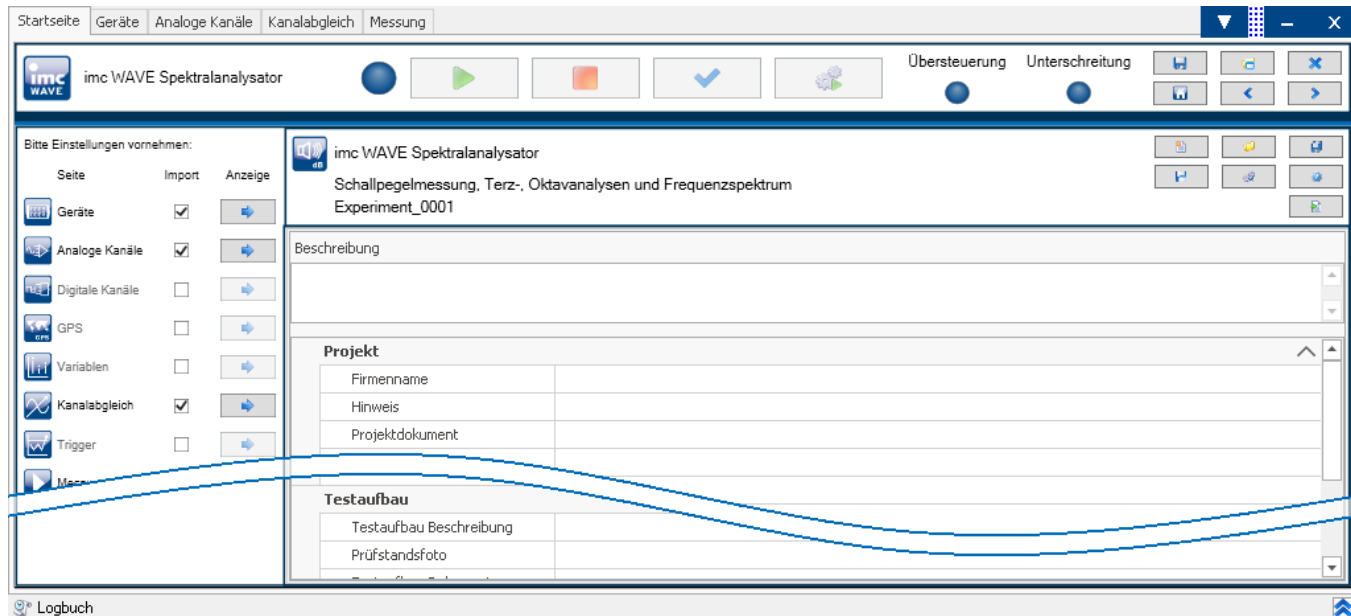 Startseite Geräte Analoge Kanäle Kanalabgleich Messung
X
imc WAVE
imc WAVE Spektralanalysator
Übersteuerung Unterschreitung
Bitte Einstellungen vornehmen:
Seite Import Anzeige
Geräte
Analoge Kanäle
Digitale Kanäle
GPS GPS
Variablen
Kanalabgleich
Trigger
dB
imc WAVE Spektralanalysator
Schallpegelmessung, Terz-, Oktavanalysen und Frequenzspektrum
Experiment_0001
Beschreibung
Projekt
Firmenname
Hinweis
Projektdokument
Testaufbau
Testaufbau Beschreibung
Prüfstandsfoto
Logbuch